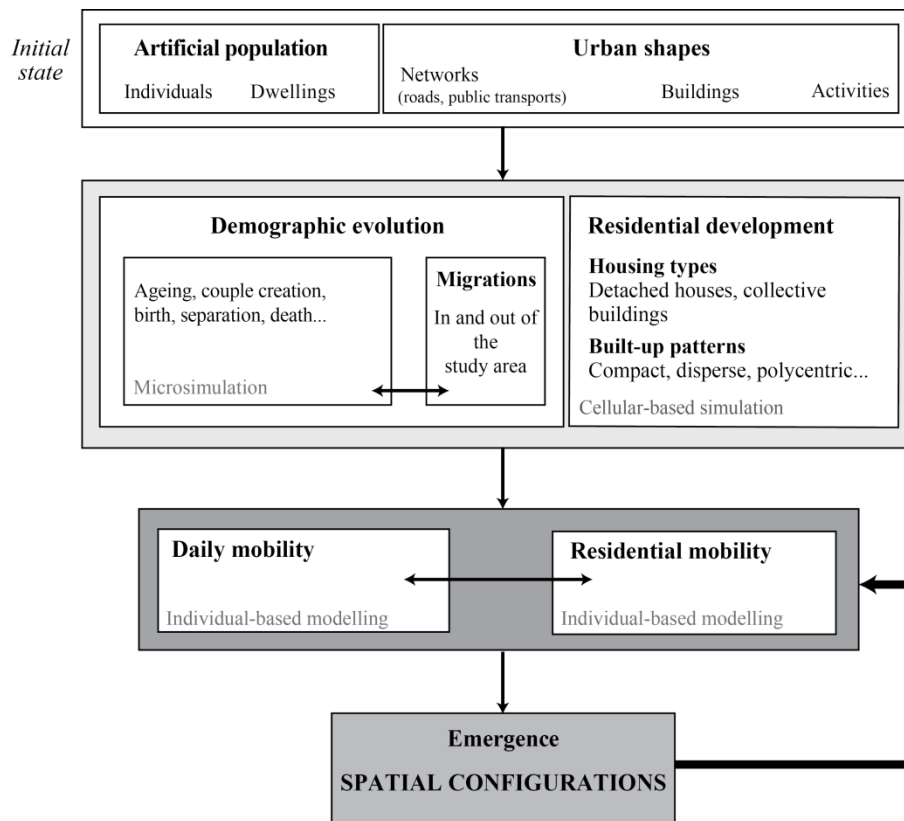 Initial
state
Artificial population
Individuals Dwellings
Urban shapes
Networks
(roads, public transports)
Buildings
Activities
Demographic evolution
Ageing, couple creation,
birth, separation, death...
Microsimulation
Migrations
In and out of
the
study area
Residential development
Housing types
Detached houses, collective
buildings
Built-up patterns
Compact, disperse, polycentric...
Cellular-based simulation
Daily mobility
Individual-based modelling
Residential mobility
Individual-based modelling
Emergence
SPATIAL CONFIGURATIONS